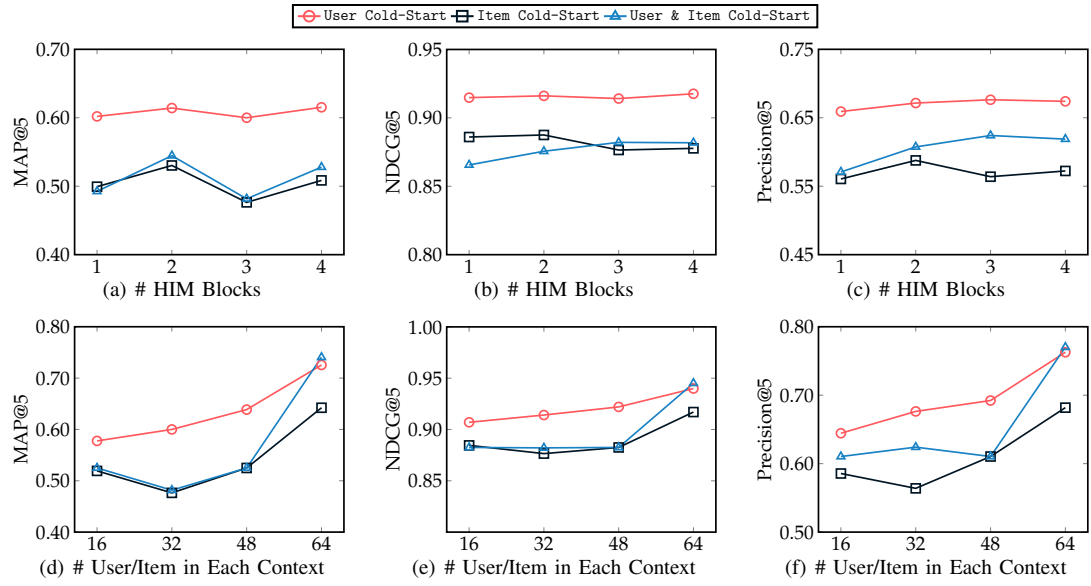 User Cold-Start Item Cold-Start User & Item Cold-Start
0.70
0.60
0.50
0.40
MAP@5
1 2 3 4
(a) # HIM Blocks
0.95
0.90
0.85
0.80
NDCG@5
1 2 3 4
(b) # HIM Blocks
0.75
0.65
0.55
0.45
Precision@5
1 2 3 4
(c) # HIM Blocks
0.80
0.70
0.60
0.50
0.40
MAP@5
16 32 48 64
(d) # User/Item in Each Context
1.00
0.95
0.90
0.85
NDCG@5
16 32 48 64
(e) # User/Item in Each Context
0.80
0.70
0.60
0.50
Precision@5
16 32 48 64
(f) # User/Item in Each Context